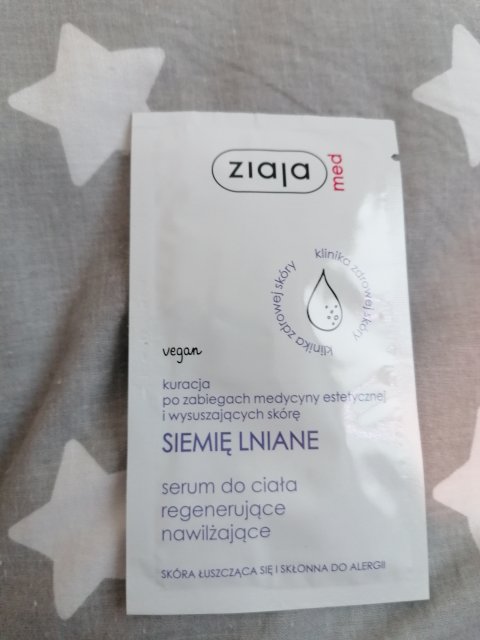 ziaja med
klinika zdrowej skóry
klinika zdrowej skóry
vegan
kuracja
po zabiegach medycyny estetycznej
i wysuszających skórę
SIEMIĘ LNIANE
serum do ciała
regenerujące
nawilżające
SKÓRA ŁUSZCZĄCA SIĘ I SKŁONNA DO ALERGII